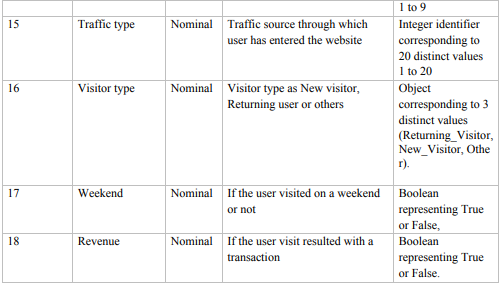 1 to 9
15 Traffic type Nominal Traffic source through which Integer identifier
user has entered the website corresponding to
20 distinct values
1 to 20
16 Visitor type Nominal Visitor type as New visitor, Object
Returning user or others corresponding to 3
distinct values
(Returning_Visitor,
New_Visitor, Othe
r).
17 Weekend Nominal If the user visited on a weekend Boolean
or not representing True
or False,
18 Revenue Nominal If the user visit resulted with a Boolean
transaction representing True
or False.